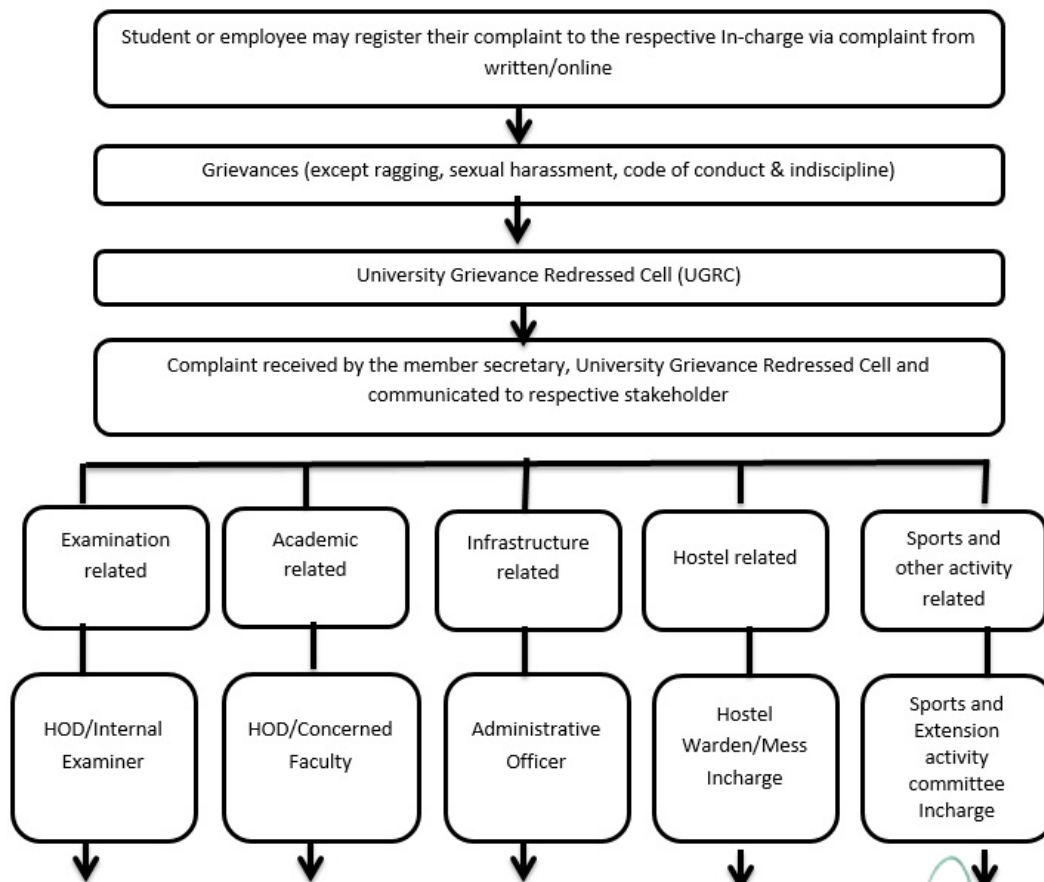 Student or employee may register their complaint to the respective In-charge via complaint from
written/online
Grievances (except ragging, sexual harassment, code of conduct & indiscipline)
University Grievance Redressed Cell (UGRC)
Complaint received by the member secretary, University Grievance Redressed Cell and
communicated to respective stakeholder
Examination
related
Academic
related
Infrastructure
related
Hostel related
Sports and
other activity
related
HOD/Internal
Examiner
HOD/Concerned
Faculty
Administrative
Officer
Hostel
Warden/Mess
Incharge
Sports and
Extension
activity
committee
Incharge